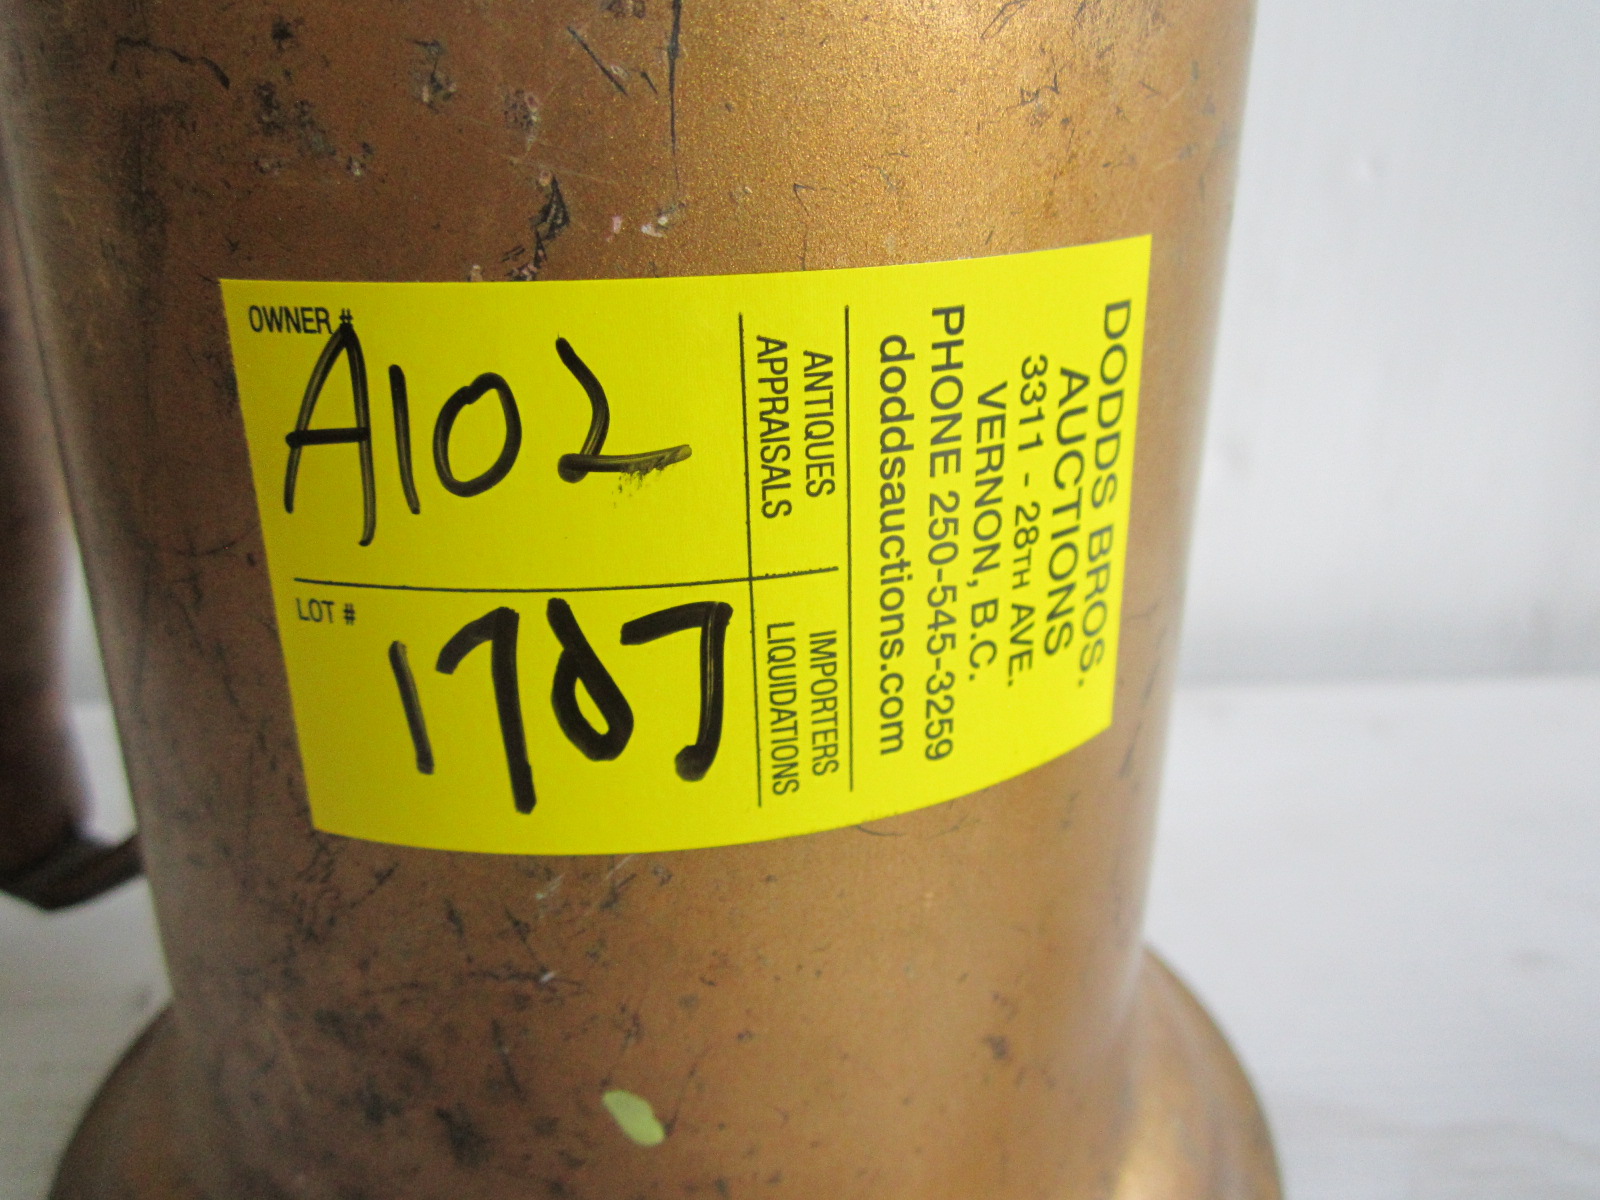 OWNER #
A102
LOT #
1787
ANTIQUES
APPRAISALS
IMPORTERS
LIQUIDATIONS
DODDS BROS.
AUCTIONS
3311 - 28TH AVE.
VERNON, B.C.
PHONE 250-545-3259
doddsauctions.com